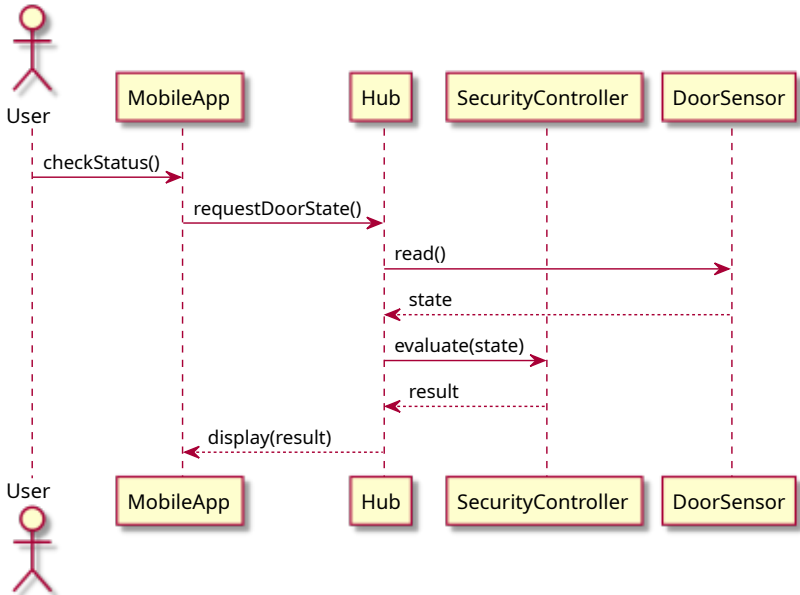 User
MobileApp
Hub
SecurityController
DoorSensor
checkStatus()
requestDoorState()
read()
state
evaluate(state)
result
display(result)
User
MobileApp
Hub
SecurityController
DoorSensor